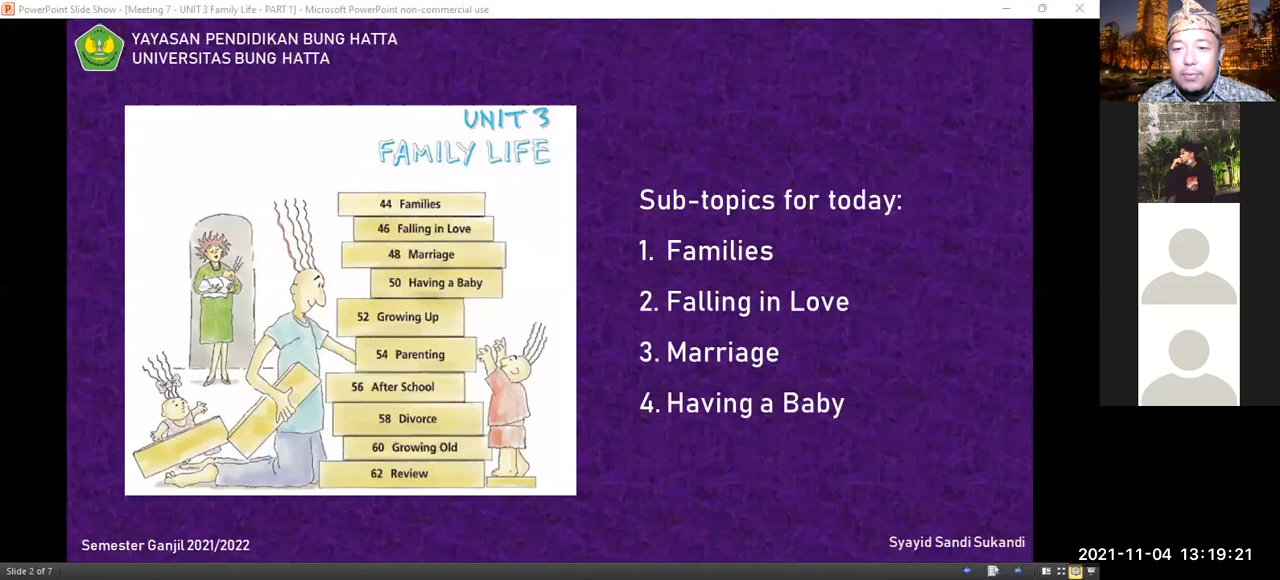 PowerPoint Slide Show - [Meeting 7 - UNIT 3 Family Life - PART 1] - Microsoft PowerPoint non-commercial use
YAYASAN PENDIDIKAN BUNG HATTA
UNIVERSITAS BUNG HATTA
UNIT 3
FAMILY LIFE
44 Families
46 Falling in Love
48 Marriage
50 Having a Baby
52 Growing Up
54 Parenting
56 After School
58 Divorce
60 Growing Old
62 Review
Sub-topics for today:
1. Families
2. Falling in Love
3. Marriage
4. Having a Baby
Semester Ganjil 2021/2022
Syayid Sandi Sukandi
2021-11-04 13:19:21
Slide 2 of 7